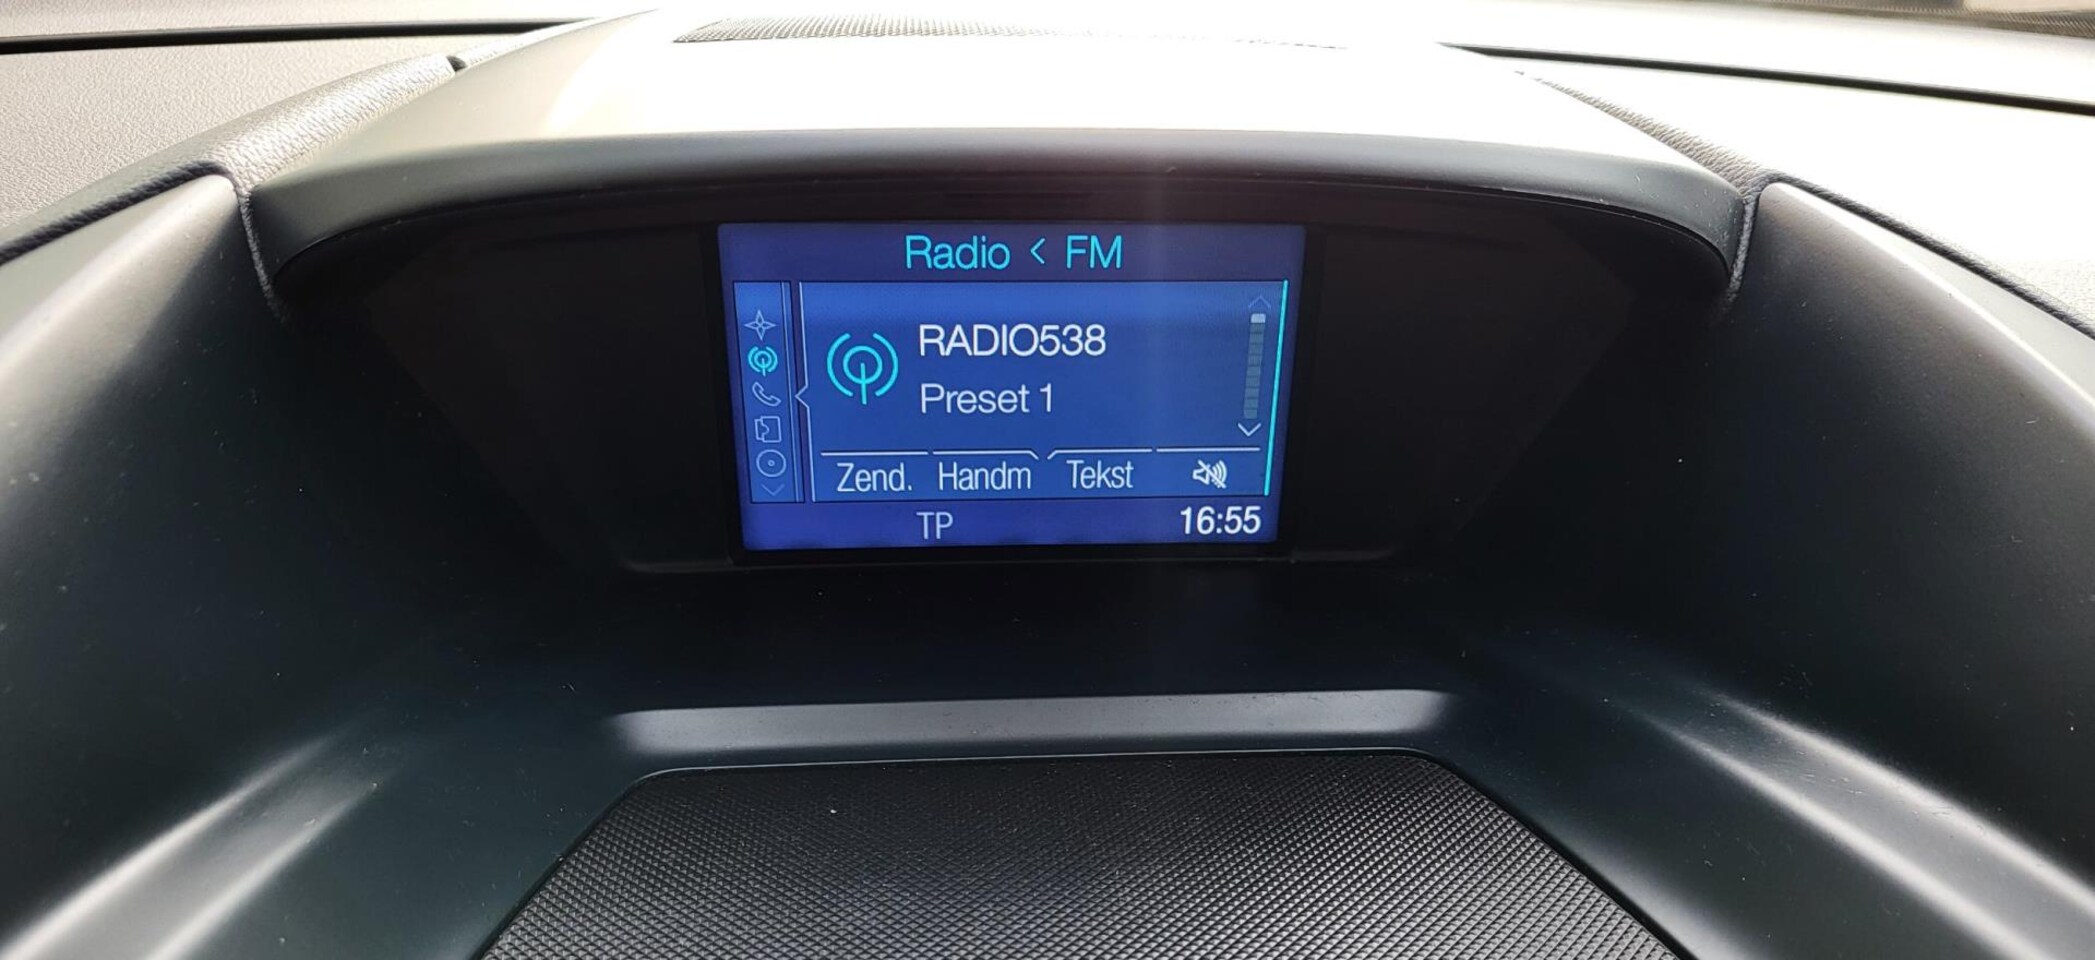 Radio < FM
RADIO538
Preset 1
Zend. Handm Tekst
TP 16:55